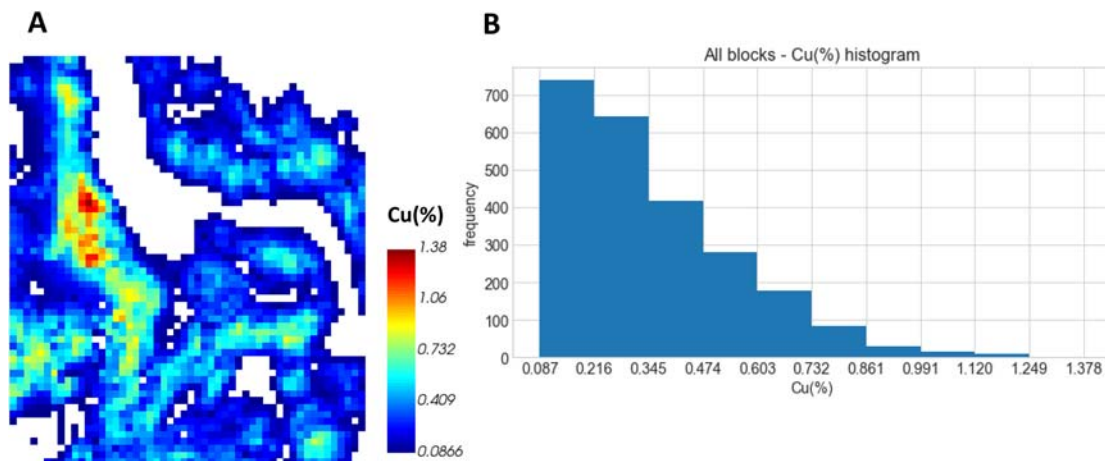 A
Cu(%)
1.38
1.06
0.732
0.409
0.0866
B
All blocks - Cu(%) histogram
frequency
700
600
500
400
300
200
100
0
0.087 0.216 0.345 0.474 0.603 0.732 0.861 0.991 1.120 1.249 1.378
Cu(%)